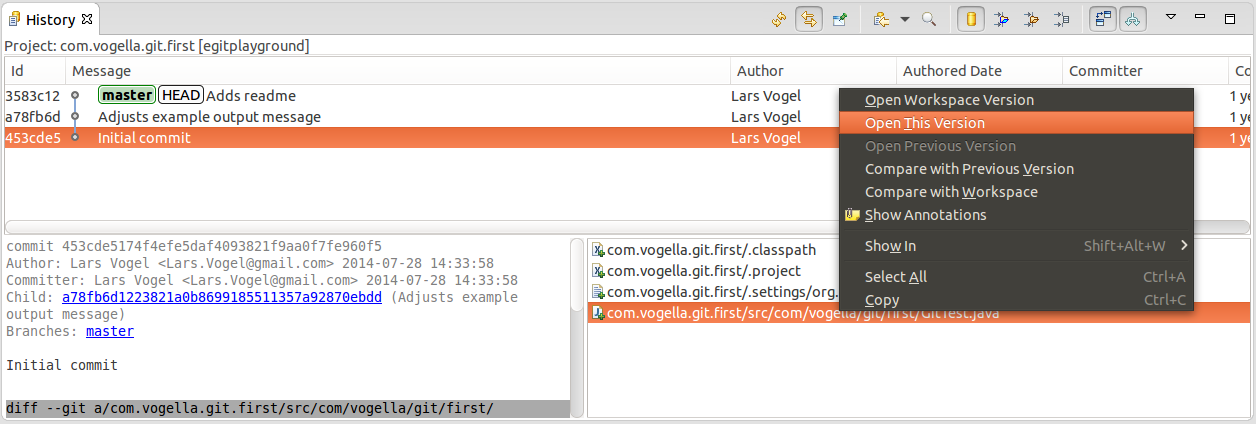 History
Project: com.vogella.git.first [egitplayground]
Id Message Author Authored Date Committer Co
3583c12 master HEAD Adds readme Lars Vogel 1 ye
a78fb6d Adjusts example output message Lars Vogel 1 ye
453cde5 Initial commit Lars Vogel 1 ye
Open Workspace Version
Open This Version
Open Previous Version
Compare with Previous Version
Compare with Workspace
Show Annotations
Show In Shift+Alt+W
Select All Ctrl+A
Copy Ctrl+C
commit 453cde5174f4efe5daf4093821f9aa0f7fe960f5
Author: Lars Vogel <Lars.Vogel@gmail.com> 2014-07-28 14:33:58
Committer: Lars Vogel <Lars.Vogel@gmail.com> 2014-07-28 14:33:58
Child: a78fb6d1223821a0b8699185511357a92870ebdd (Adjusts example
output message)
Branches: master
Initial commit
diff --git a/com.vogella.git.first/src/com/vogella/git/first/
com.vogella.git.first/.classpath
com.vogella.git.first/.project
com.vogella.git.first/.settings/org.
com.vogella.git.first/src/com/vogella/git/first/GitTest.java